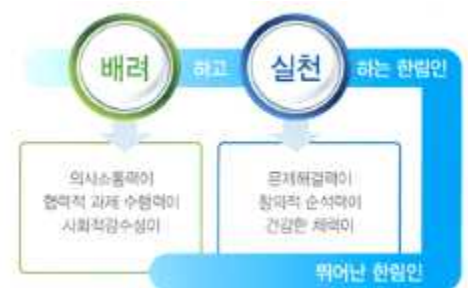 배려 하고 실천 하는 한림인
의사소통력이
협력적 과제 수행력이
사회적감수성이
문제해결력이
창의적 분석력이
건강한 체력이
뛰어난 한림인